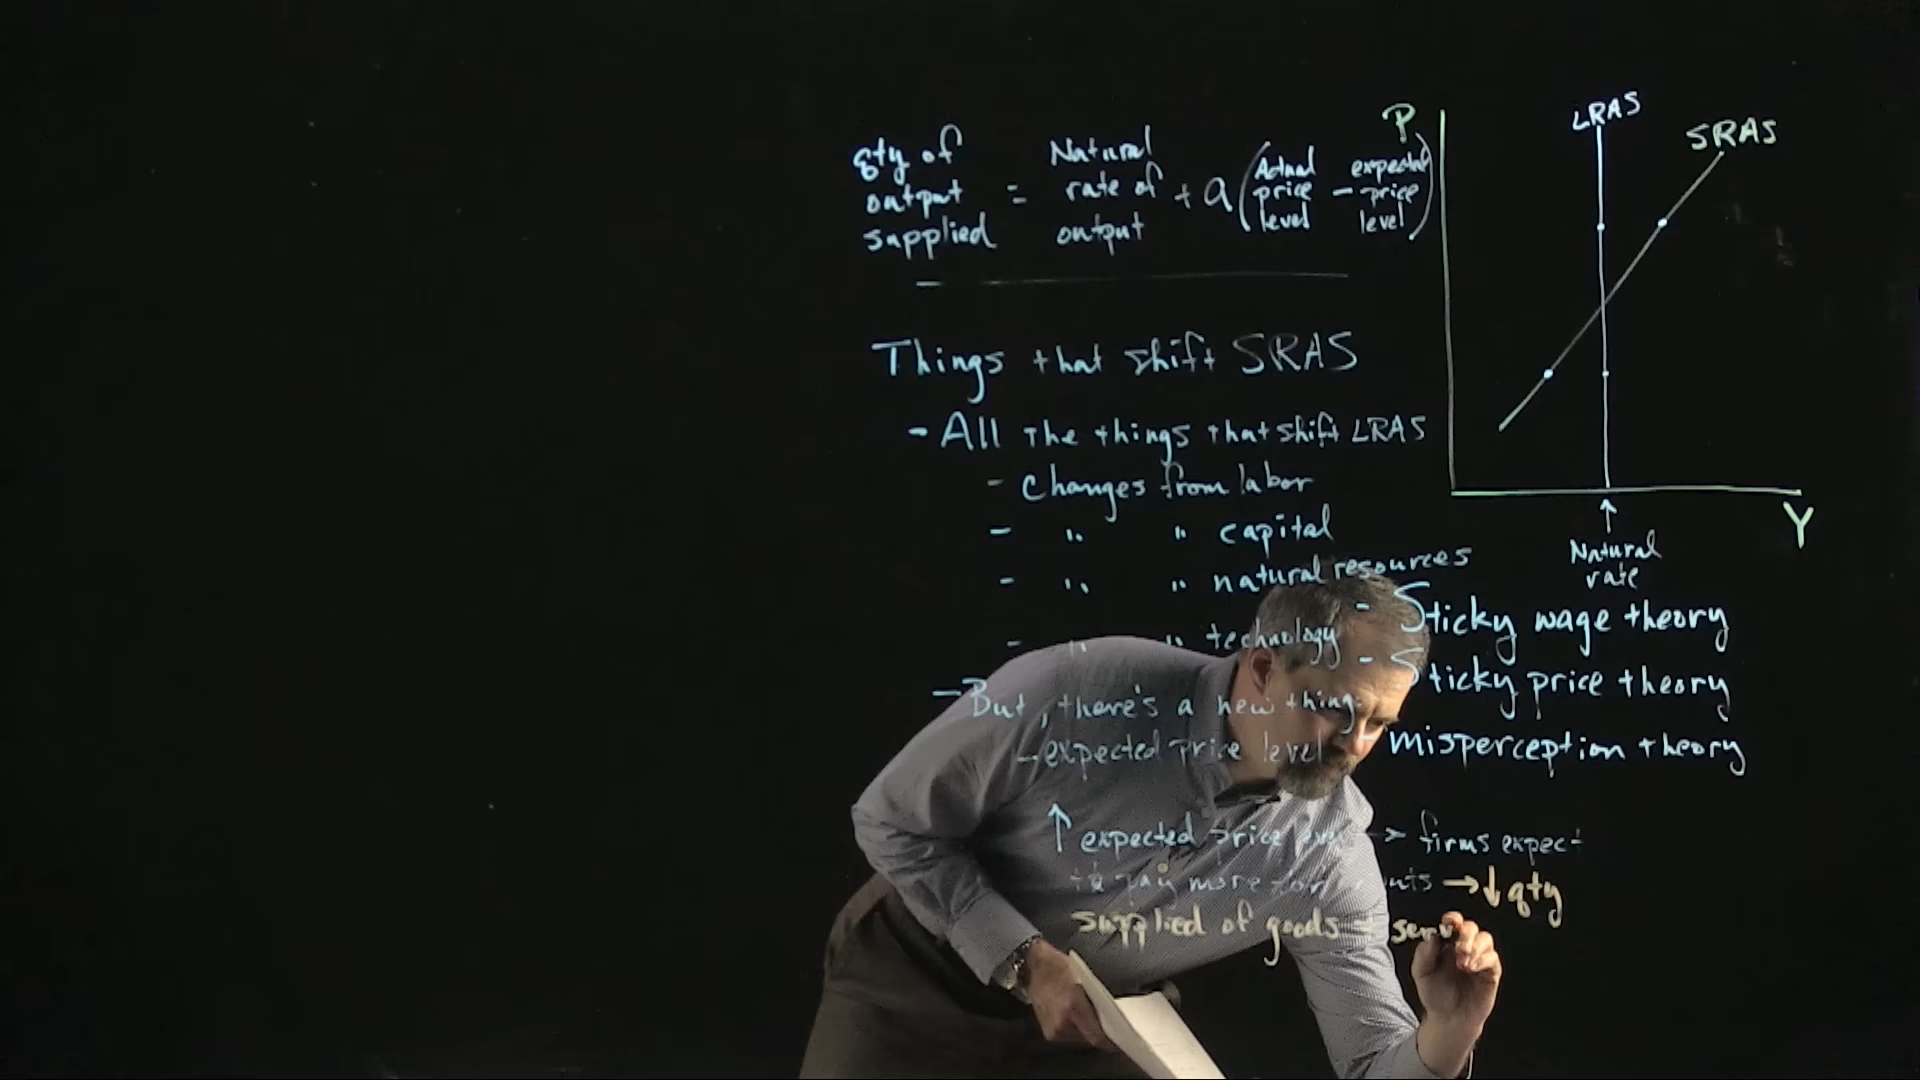 qty of
output
supplied
=
Natural
rate of
output
+ a
(Actual
price
level
-
expected
price
level)
P
LRAS
SRAS
Y
↑
Natural
rate
Things that shift SRAS
- All the things that shift LRAS
- Changes from labor
- " " capital
- " " natural resources
- " " technology
- But, there's a new thing:
- expected price level
- Sticky wage theory
- Sticky price theory
- misperception theory
↑ expected price → firms expect
to pay more for → ↓ qty
supplied of goods + serv